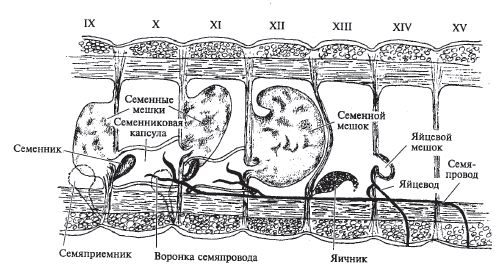 IX X XI XII XIII XIV XV
Семенные
мешки
Семенниковая
капсула
Семенник
Семенной
мешок
Яйцевой
мешок
Яйцевод
Семя-
провод
Семяприемник
Воронка семяпровода
Яичник